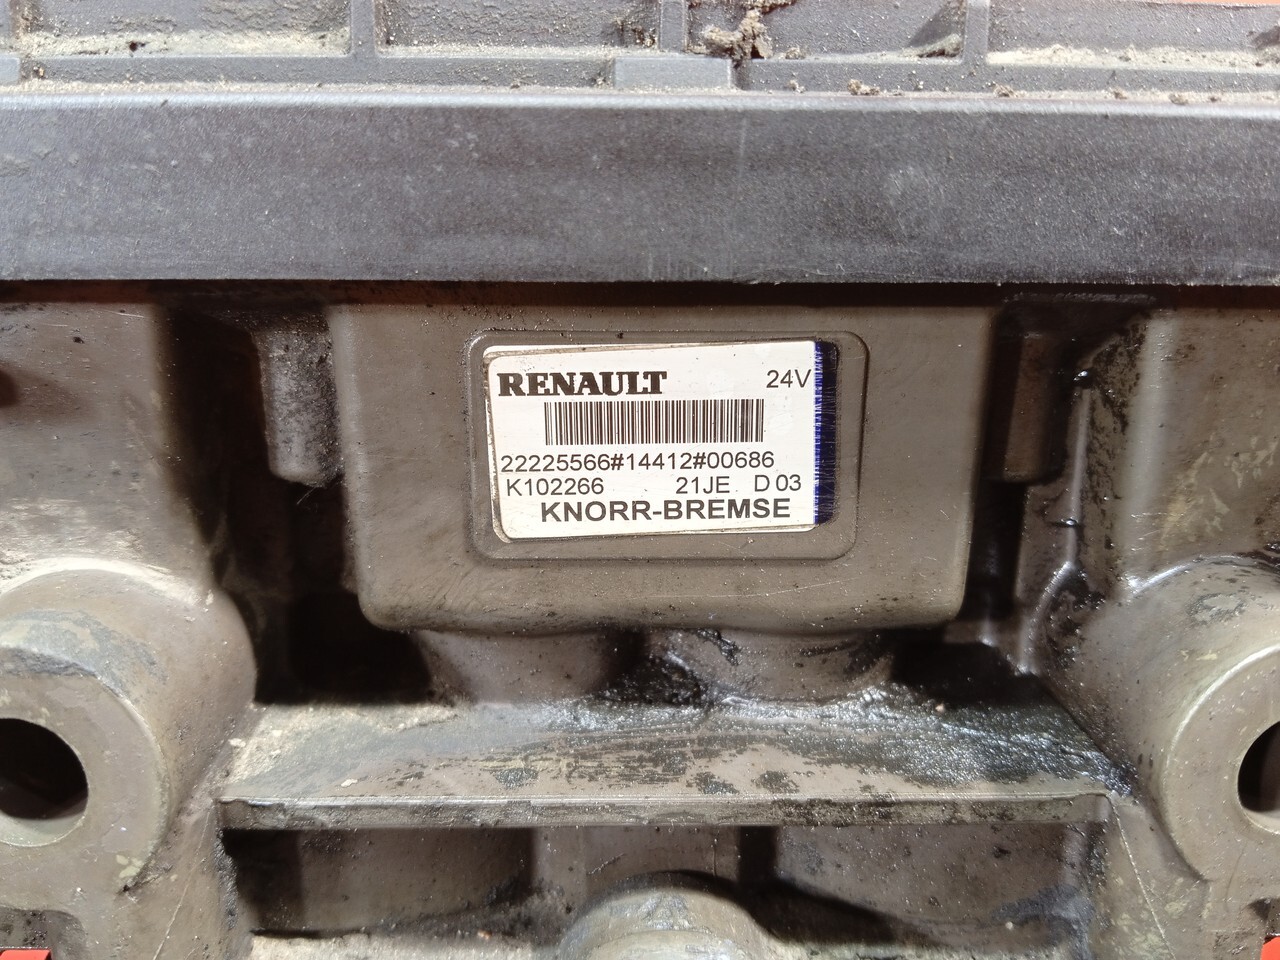 RENAULT 24V
22225566#14412#00686
K102266 21JE D 03
KNORR-BREMSE